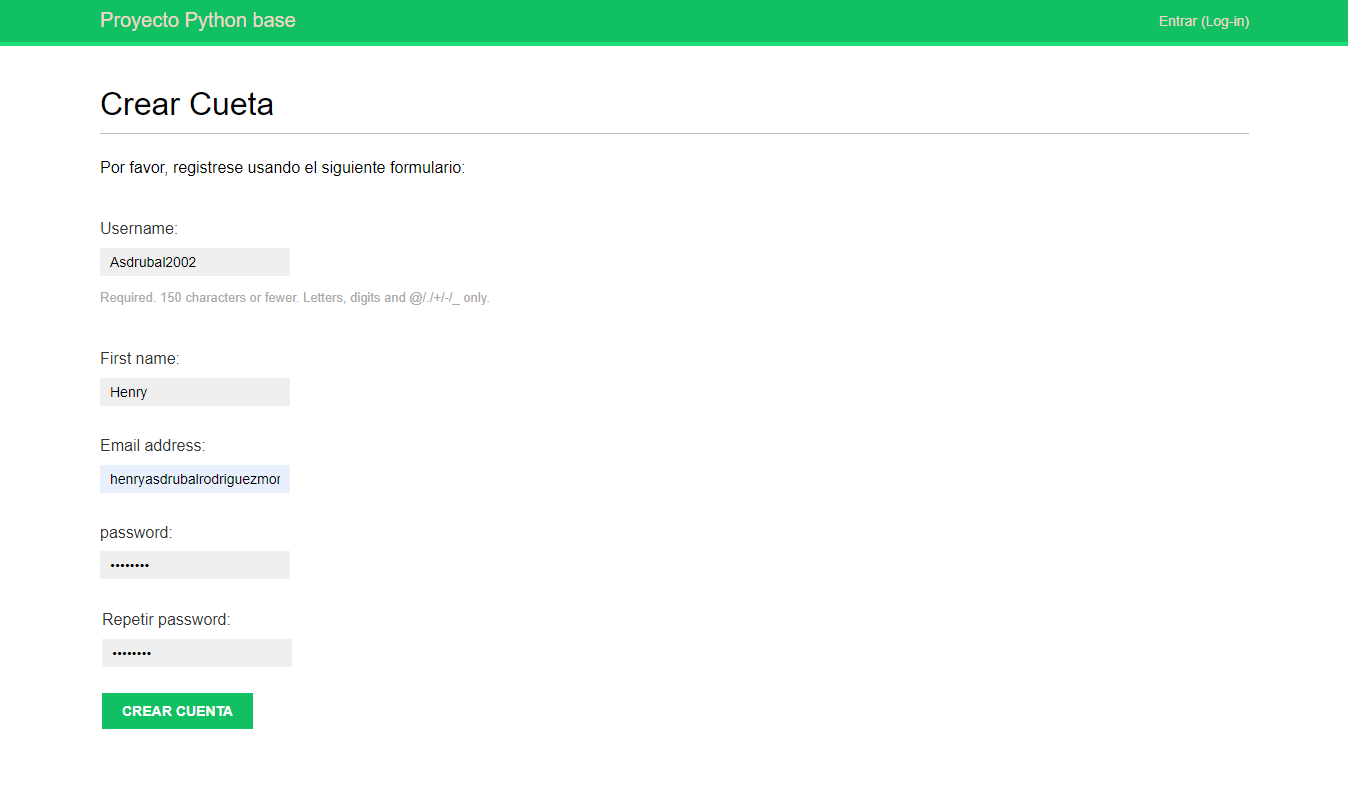 Proyecto Python base
Entrar (Log-in)
Crear Cueta
Por favor, registrese usando el siguiente formulario:
Username:
Asdrubal2002
Required. 150 characters or fewer. Letters, digits and @/./+/-/_ only.
First name:
Henry
Email address:
henryasdrubalrodriguezmor
password:
••••••••
Repetir password:
••••••••
CREAR CUENTA